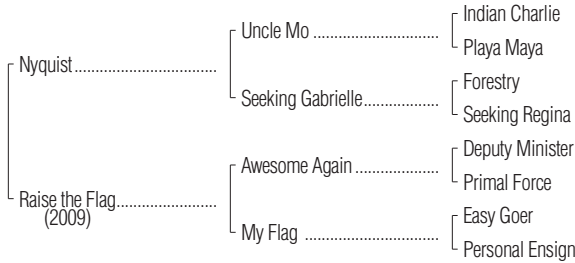 Indian Charlie
Uncle Mo ..................................
Playa Maya
Nyquist......................................
Forestry
Seeking Gabrielle....................
Seeking Regina
Deputy Minister
Awesome Again ......................
Primal Force
Raise the Flag...........................
(2009)
Easy Goer
My Flag ....................................
Personal Ensign